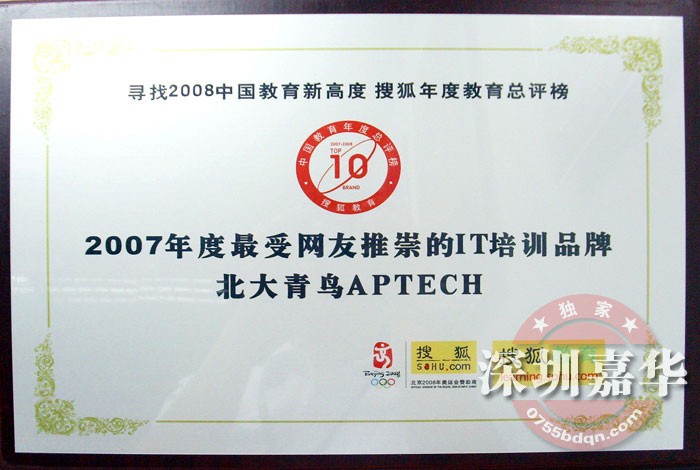 寻找2008中国教育新高度 搜狐年度教育总评榜
中国教育年度总评榜
2007-2008
TOP
10
BRAND
搜狐教育
2007年度最受网友推崇的IT培训品牌
北大青鸟APTECH
Beijing 2008
搜狐
SOHU.com
北京2008年奥运会赞助商
搜狐
learning
.com
独家
深圳嘉华
0755bdqn.com